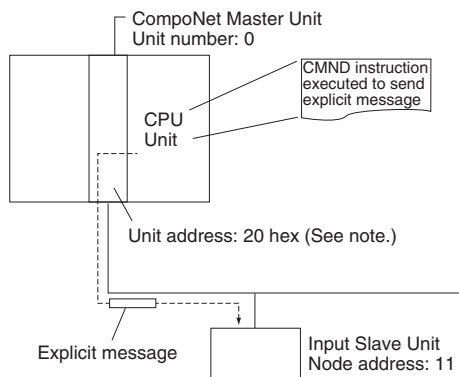 CompoNet Master Unit
Unit number: 0
CMND instruction
executed to send
explicit message
CPU
Unit
Unit address: 20 hex (See note.)
Explicit message
Input Slave Unit
Node address: 11